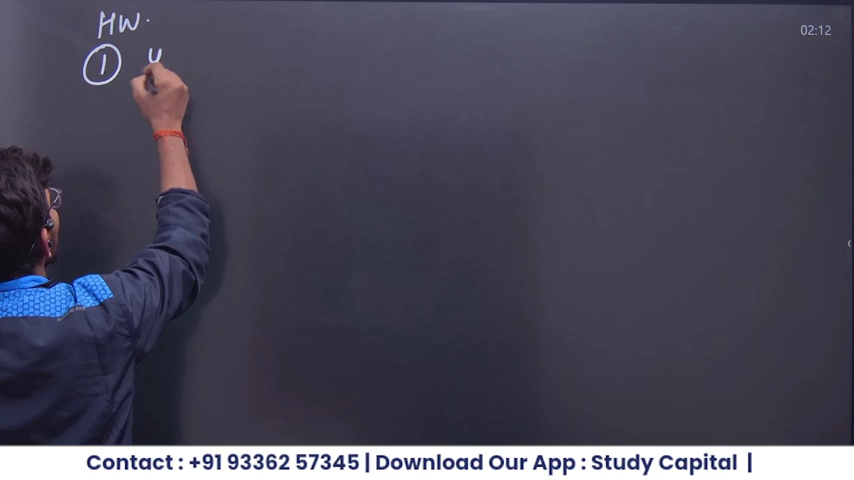 HW.
02:12
① y
Contact : +91 93362 57345 | Download Our App : Study Capital |